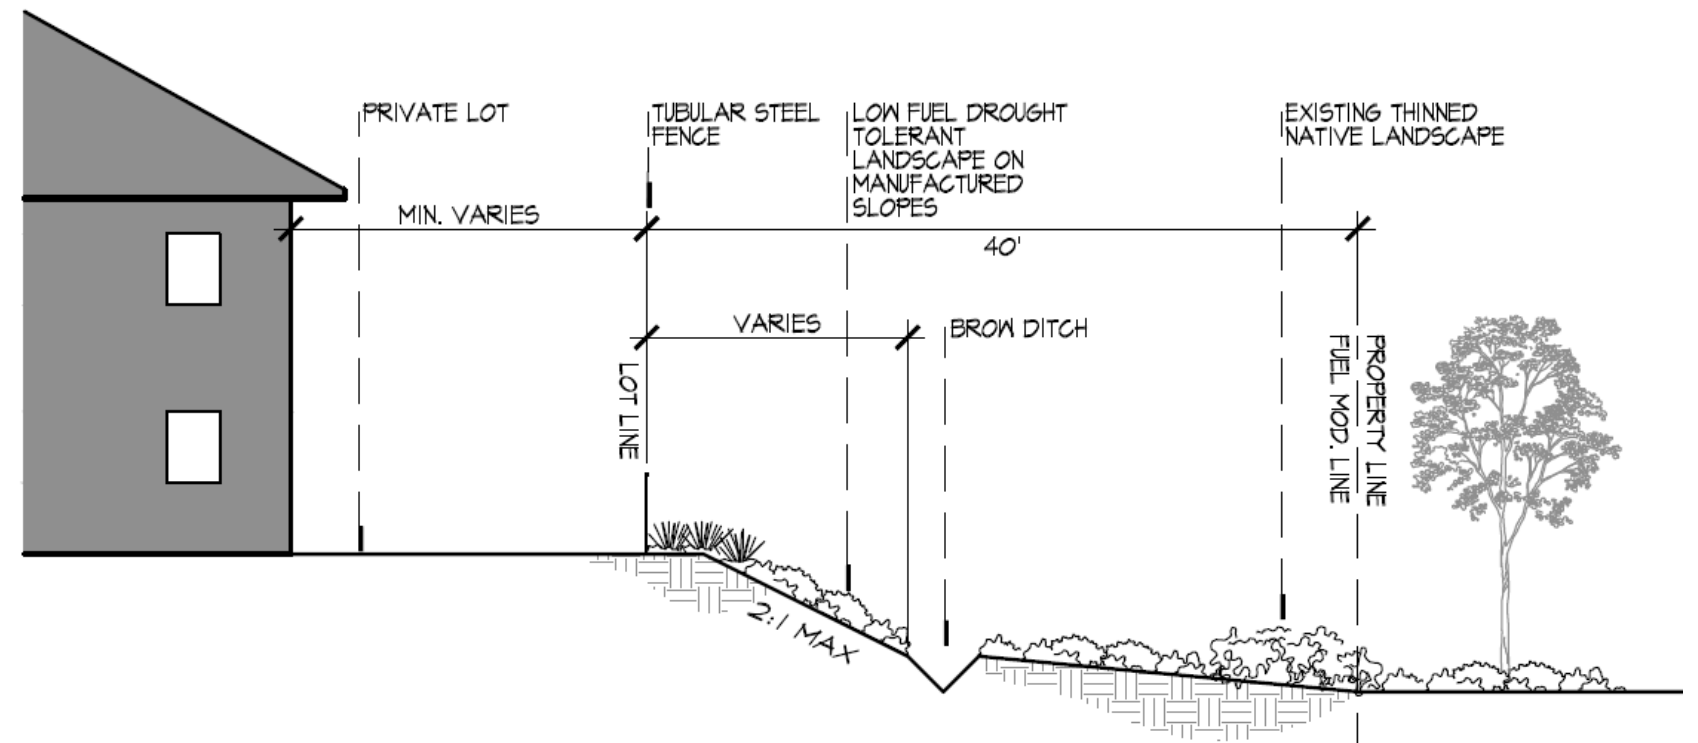 PRIVATE LOT
TUBULAR STEEL
FENCE
LOW FUEL DROUGHT
TOLERANT
LANDSCAPE ON
MANUFACTURED
SLOPES
EXISTING THINNED
NATIVE LANDSCAPE
MIN. VARIES
40'
VARIES
BROW DITCH
LOT LINE
PROPERTY LINE
FUEL MOD. LINE
2:1 MAX